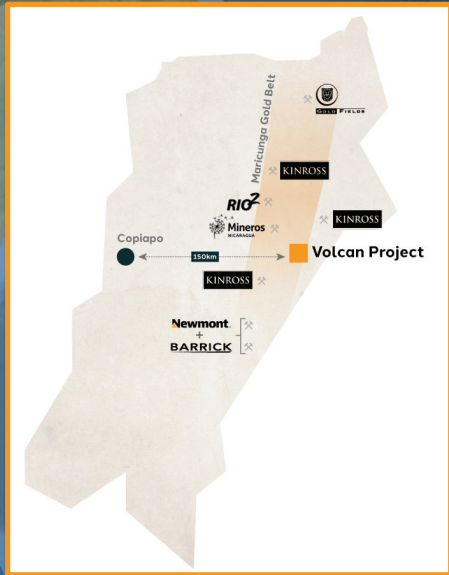 Maricunga Gold Belt
GOLD FIELDS
KINROSS
RIO2
KINROSS
Mineros
NICARAGUA
Copiapo
150km
Volcan Project
KINROSS
Newmont
+
BARRICK